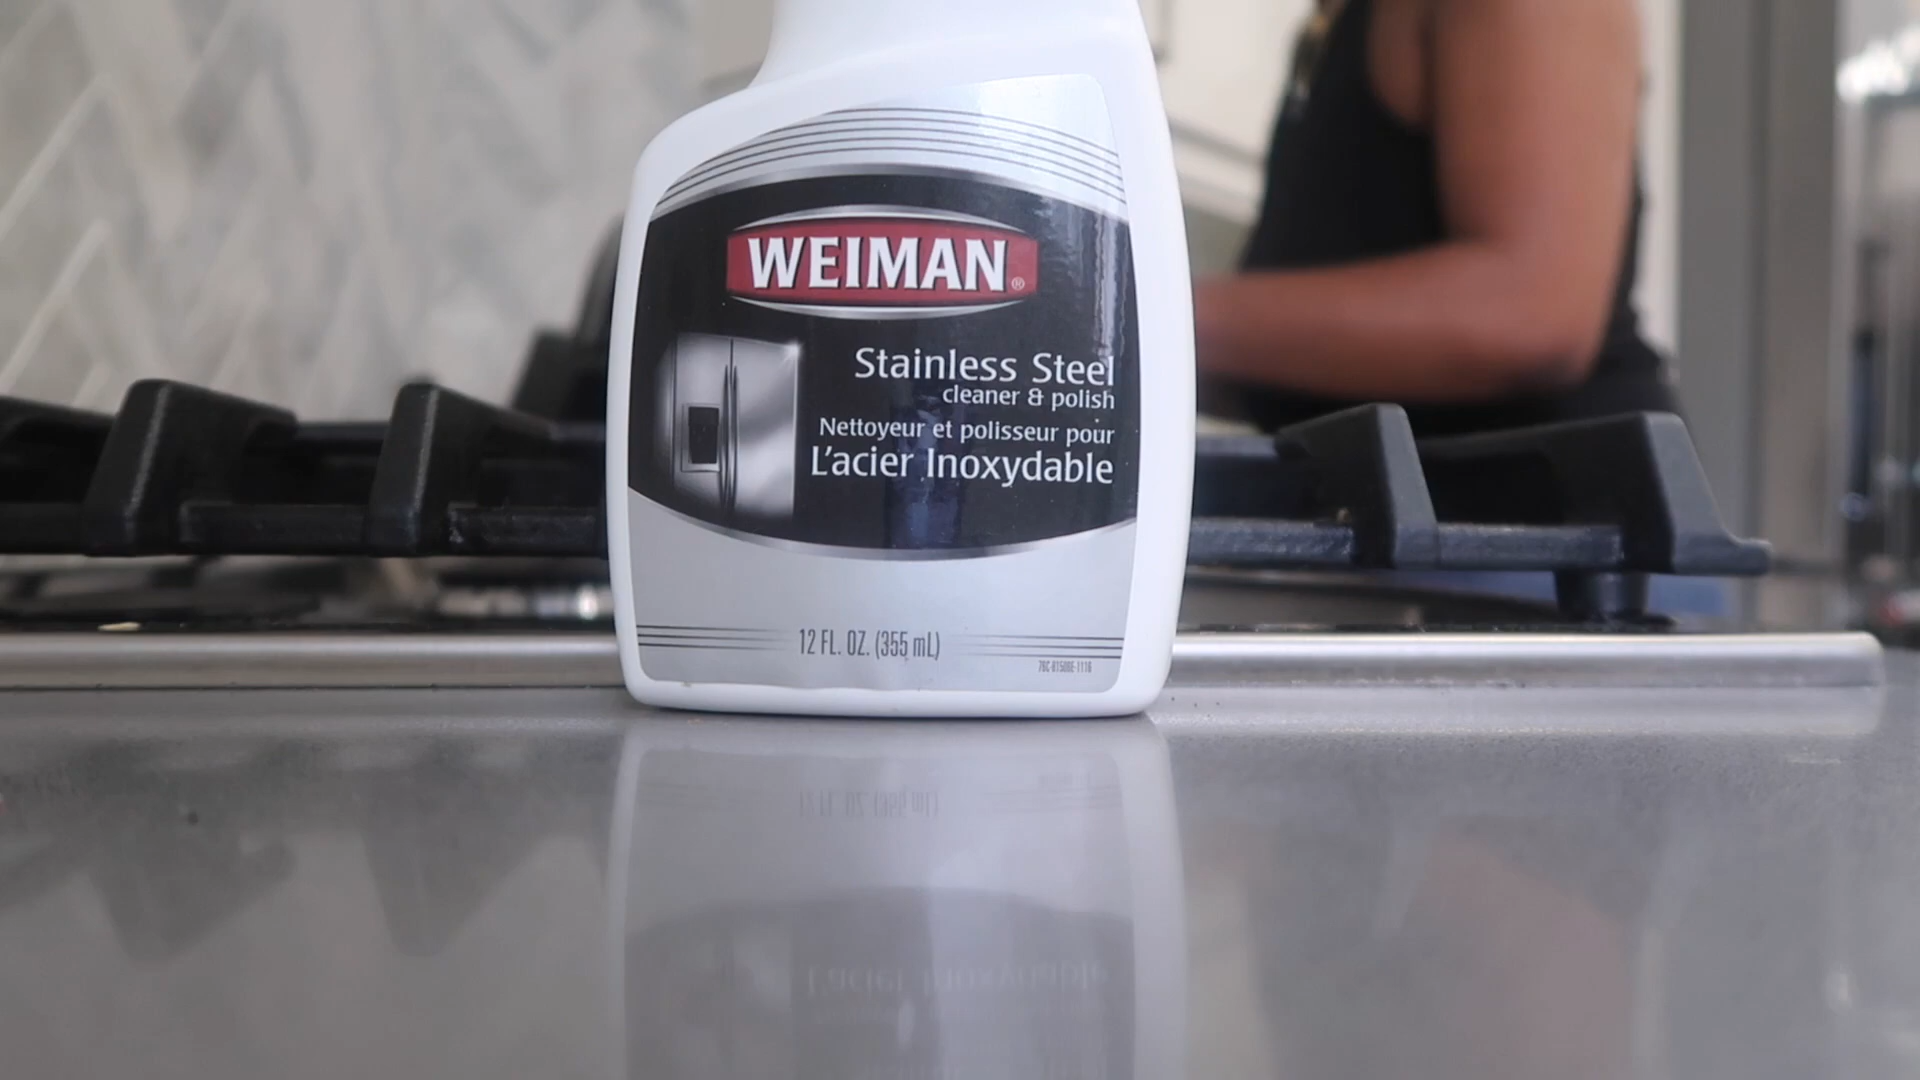 WEIMAN®
Stainless Steel
cleaner & polish
Nettoyeur et polisseur pour
L'acier Inoxydable
12 FL. OZ. (355 mL)